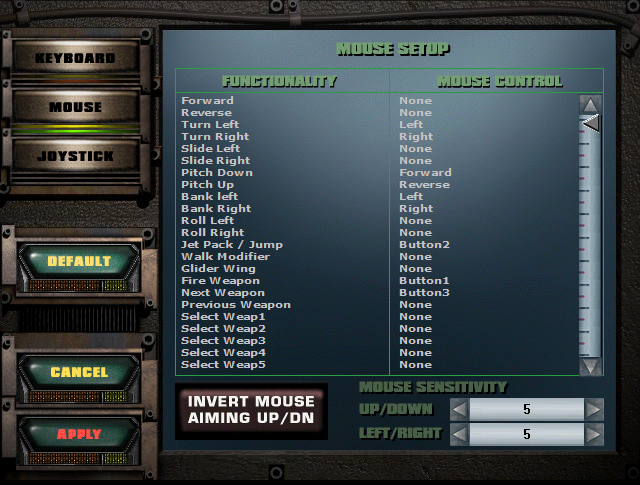 KEYBOARD
MOUSE
JOYSTICK
DEFAULT
CANCEL
APPLY
MOUSE SETUP
FUNCTIONALITY MOUSE CONTROL
Forward None
Reverse None
Turn Left Left
Turn Right Right
Slide Left None
Slide Right None
Pitch Down Forward
Pitch Up Reverse
Bank left Left
Bank Right Right
Roll Left None
Roll Right None
Jet Pack / Jump Button2
Walk Modifier None
Glider Wing None
Fire Weapon Button1
Next Weapon Button3
Previous Weapon None
Select Weap1 None
Select Weap2 None
Select Weap3 None
Select Weap4 None
Select Weap5 None
INVERT MOUSE
AIMING UP/DN
MOUSE SENSITIVITY
UP/DOWN 5
LEFT/RIGHT 5